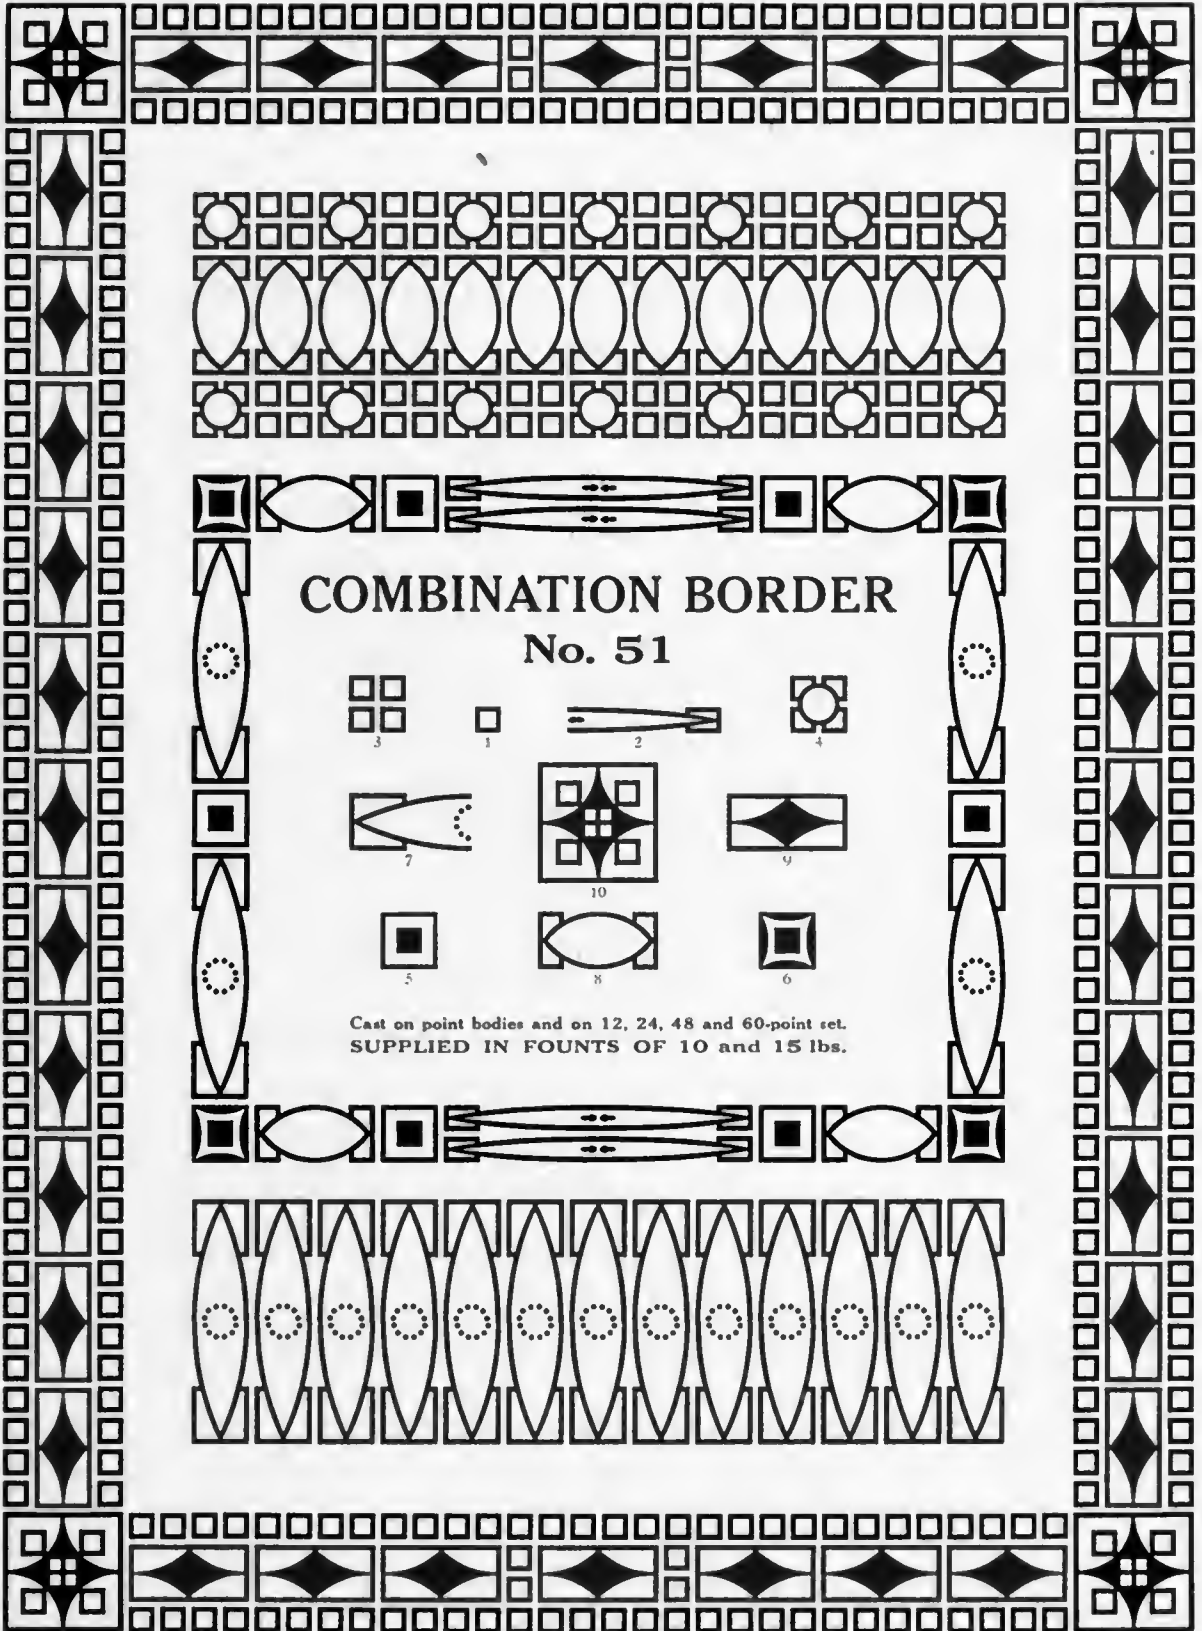 COMBINATION BORDER
No. 51
3 1 2 4
7 10 9
5 8 6
Cast on point bodies and on 12, 24, 48 and 60-point set.
SUPPLIED IN FOUNTS OF 10 and 15 lbs.